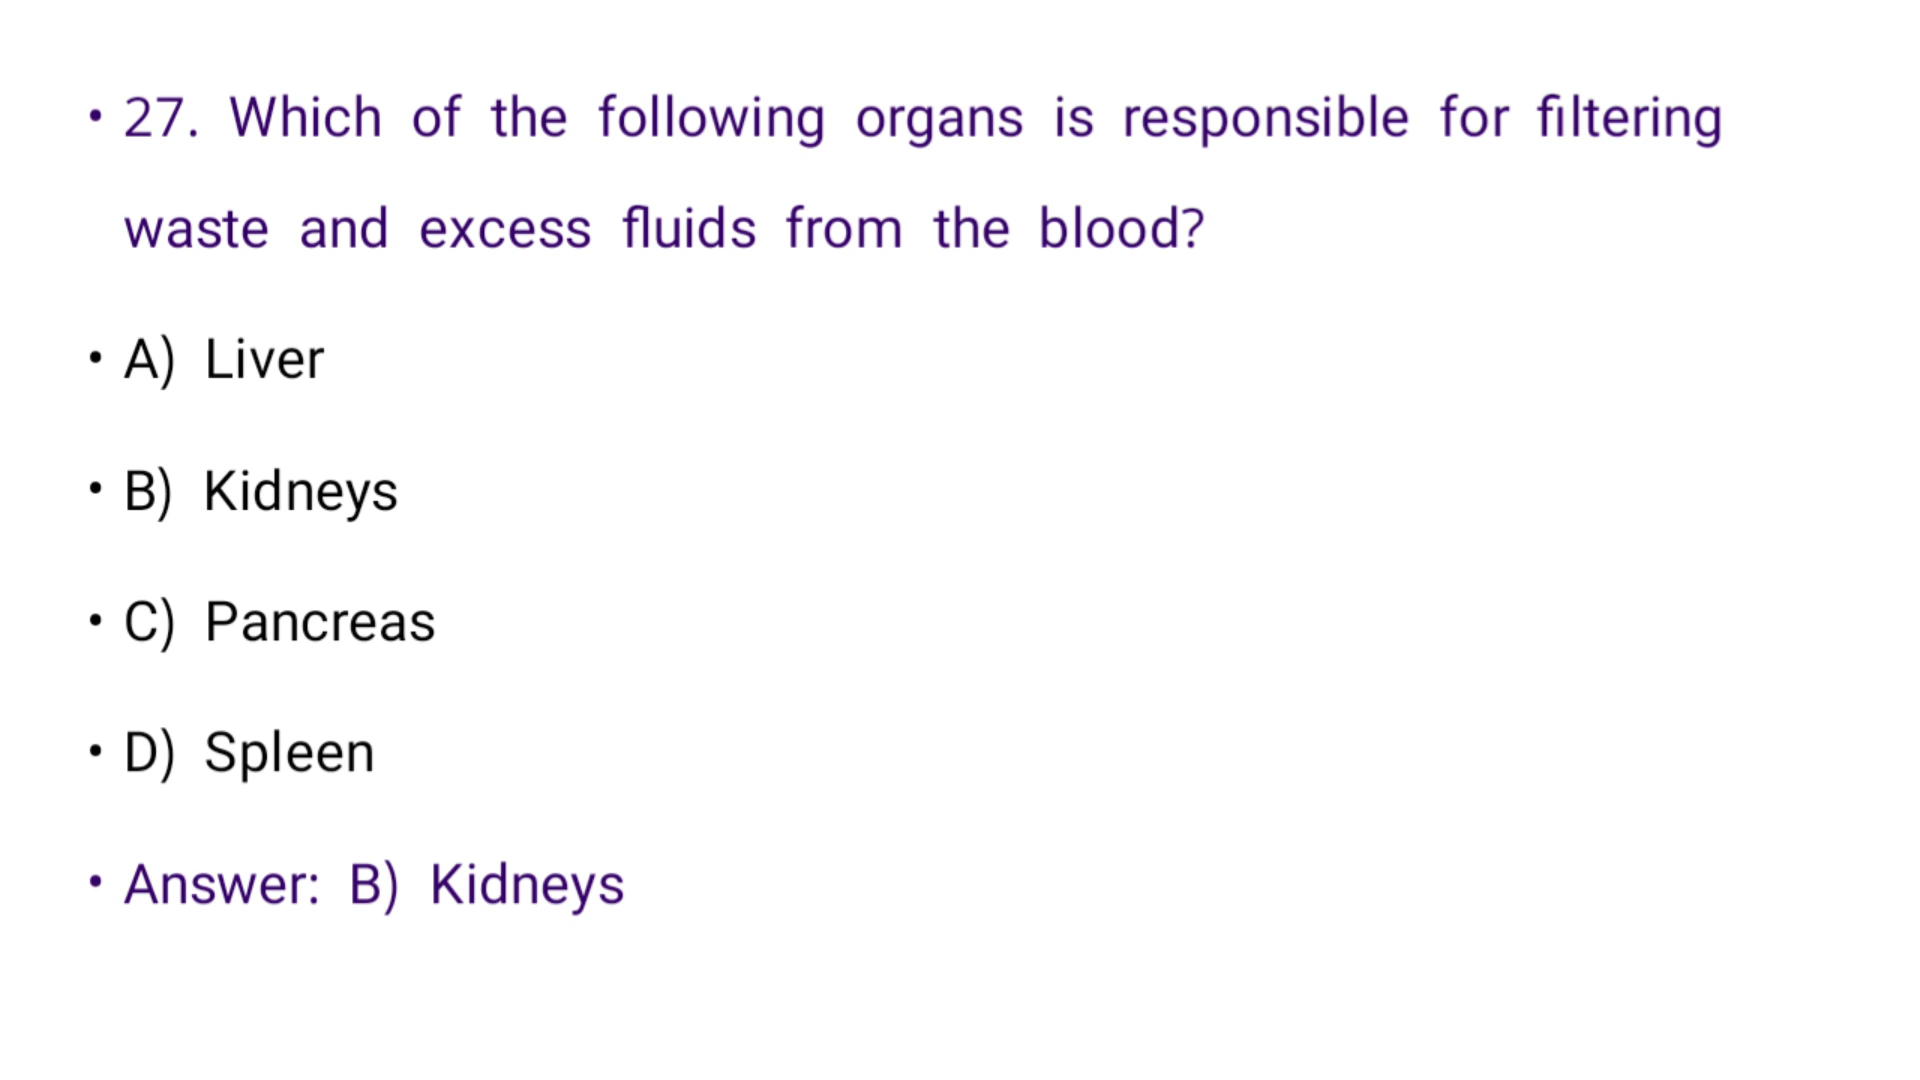 • 27. Which of the following organs is responsible for filtering
waste and excess fluids from the blood?
• A) Liver
• B) Kidneys
• C) Pancreas
• D) Spleen
• Answer: B) Kidneys